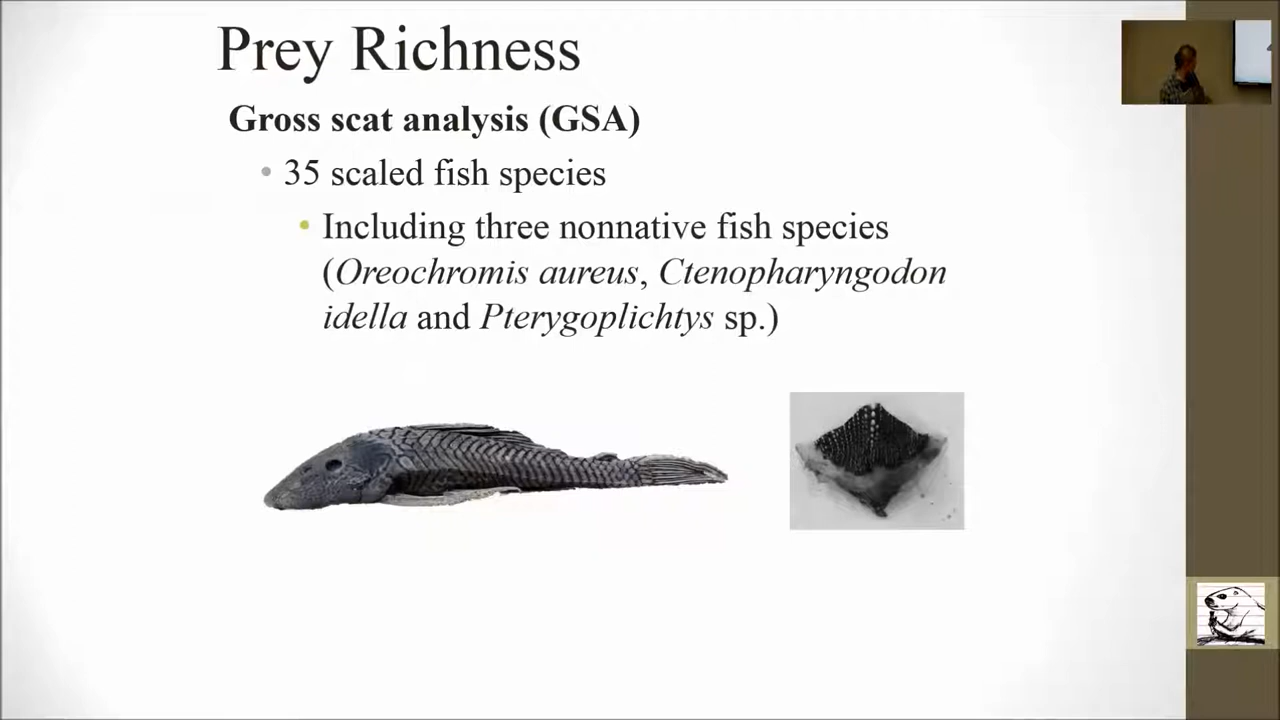 Prey Richness
Gross scat analysis (GSA)
• 35 scaled fish species
• Including three nonnative fish species
(Oreochromis aureus, Ctenopharyngodon
idella and Pterygoplichtys sp.)